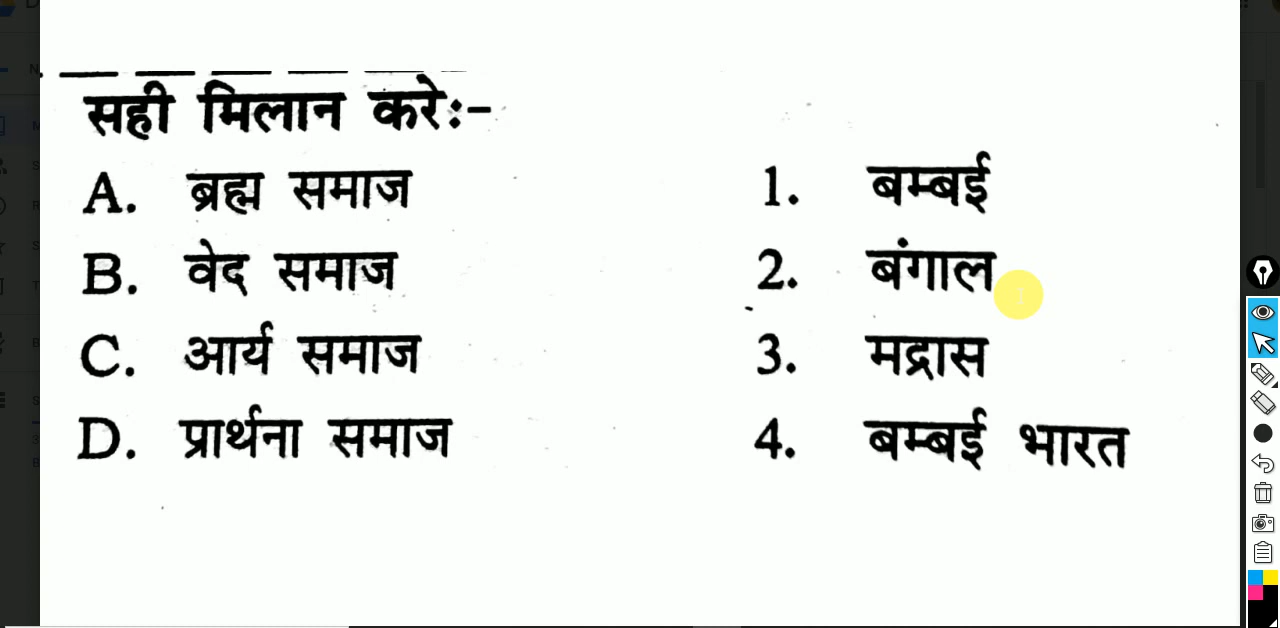 सही मिलान करेः-
A. ब्रह्म समाज 1. बम्बई
B. वेद समाज 2. बंगाल
C. आर्य समाज 3. मद्रास
D. प्रार्थना समाज 4. बम्बई भारत